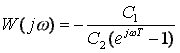 W(jω) = - C₁ / C₂(e^{jωT} - 1)